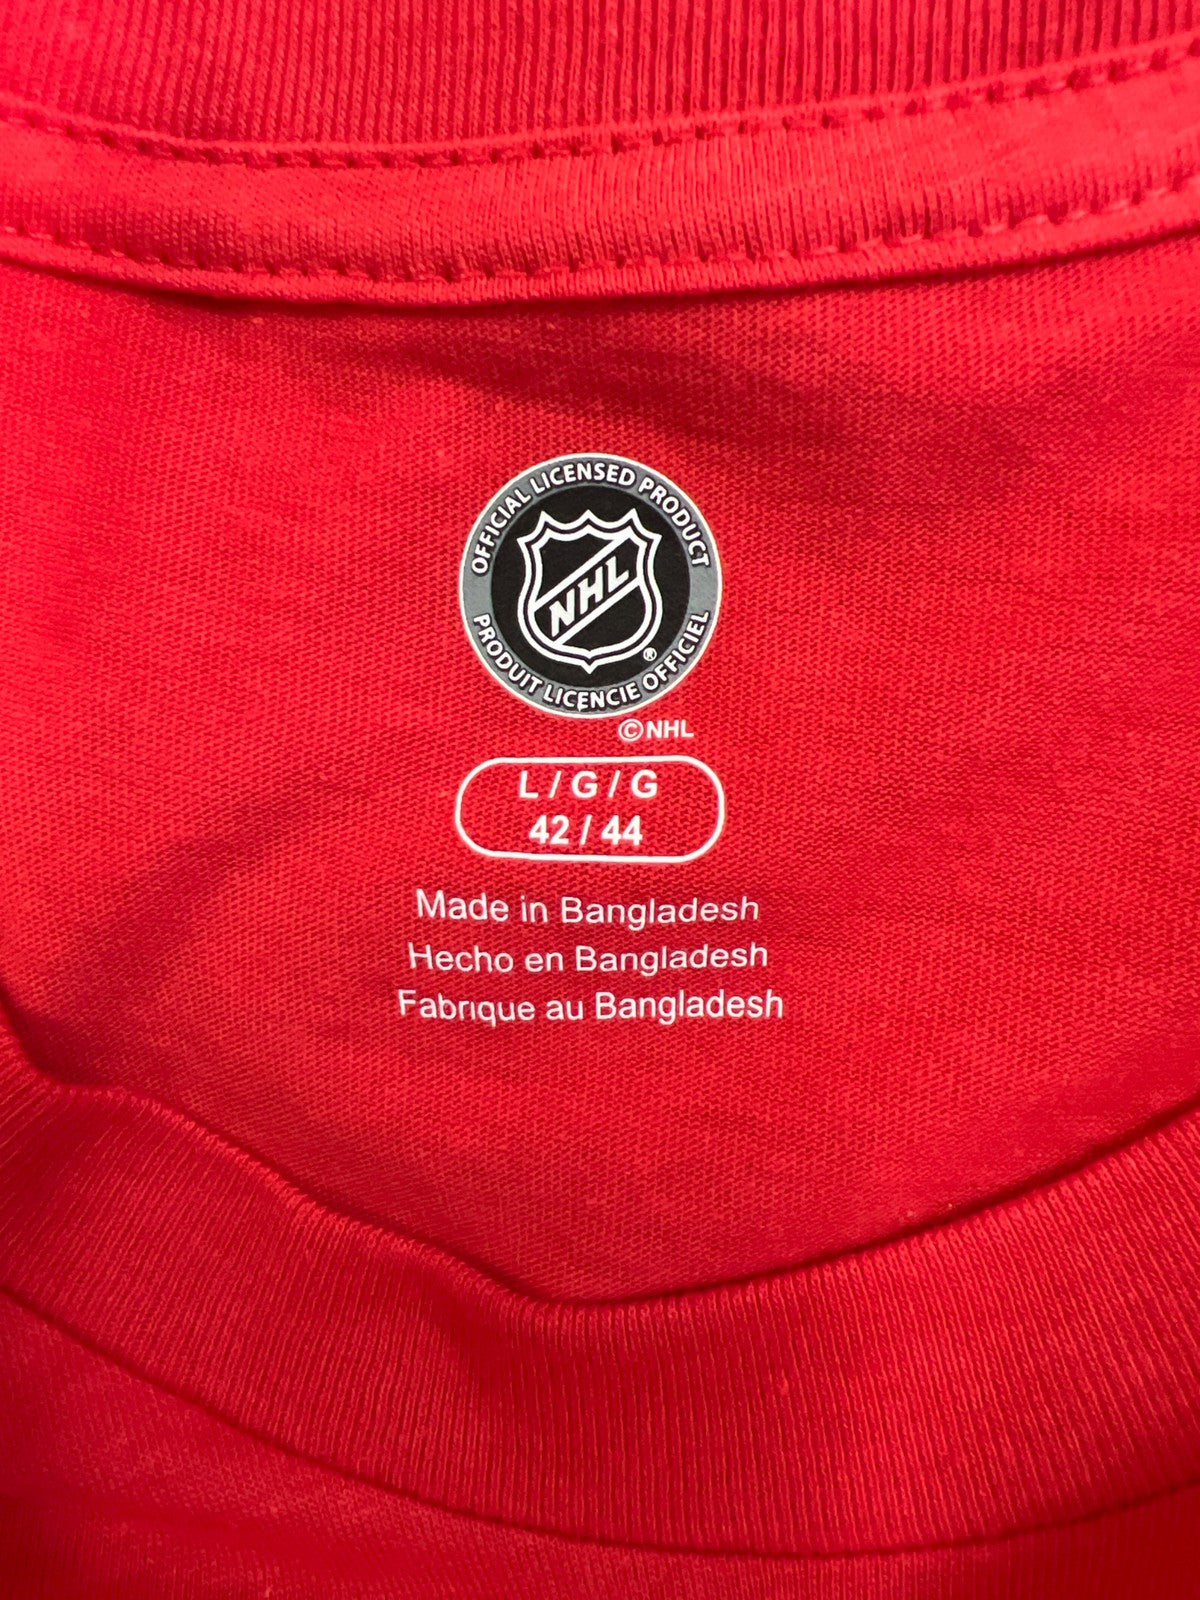 OFFICIAL LICENSED PRODUCT
NHL
®
PRODUIT LICENCIE OFFICIEL
©NHL
L / G / G
42 / 44
Made in Bangladesh
Hecho en Bangladesh
Fabrique au Bangladesh